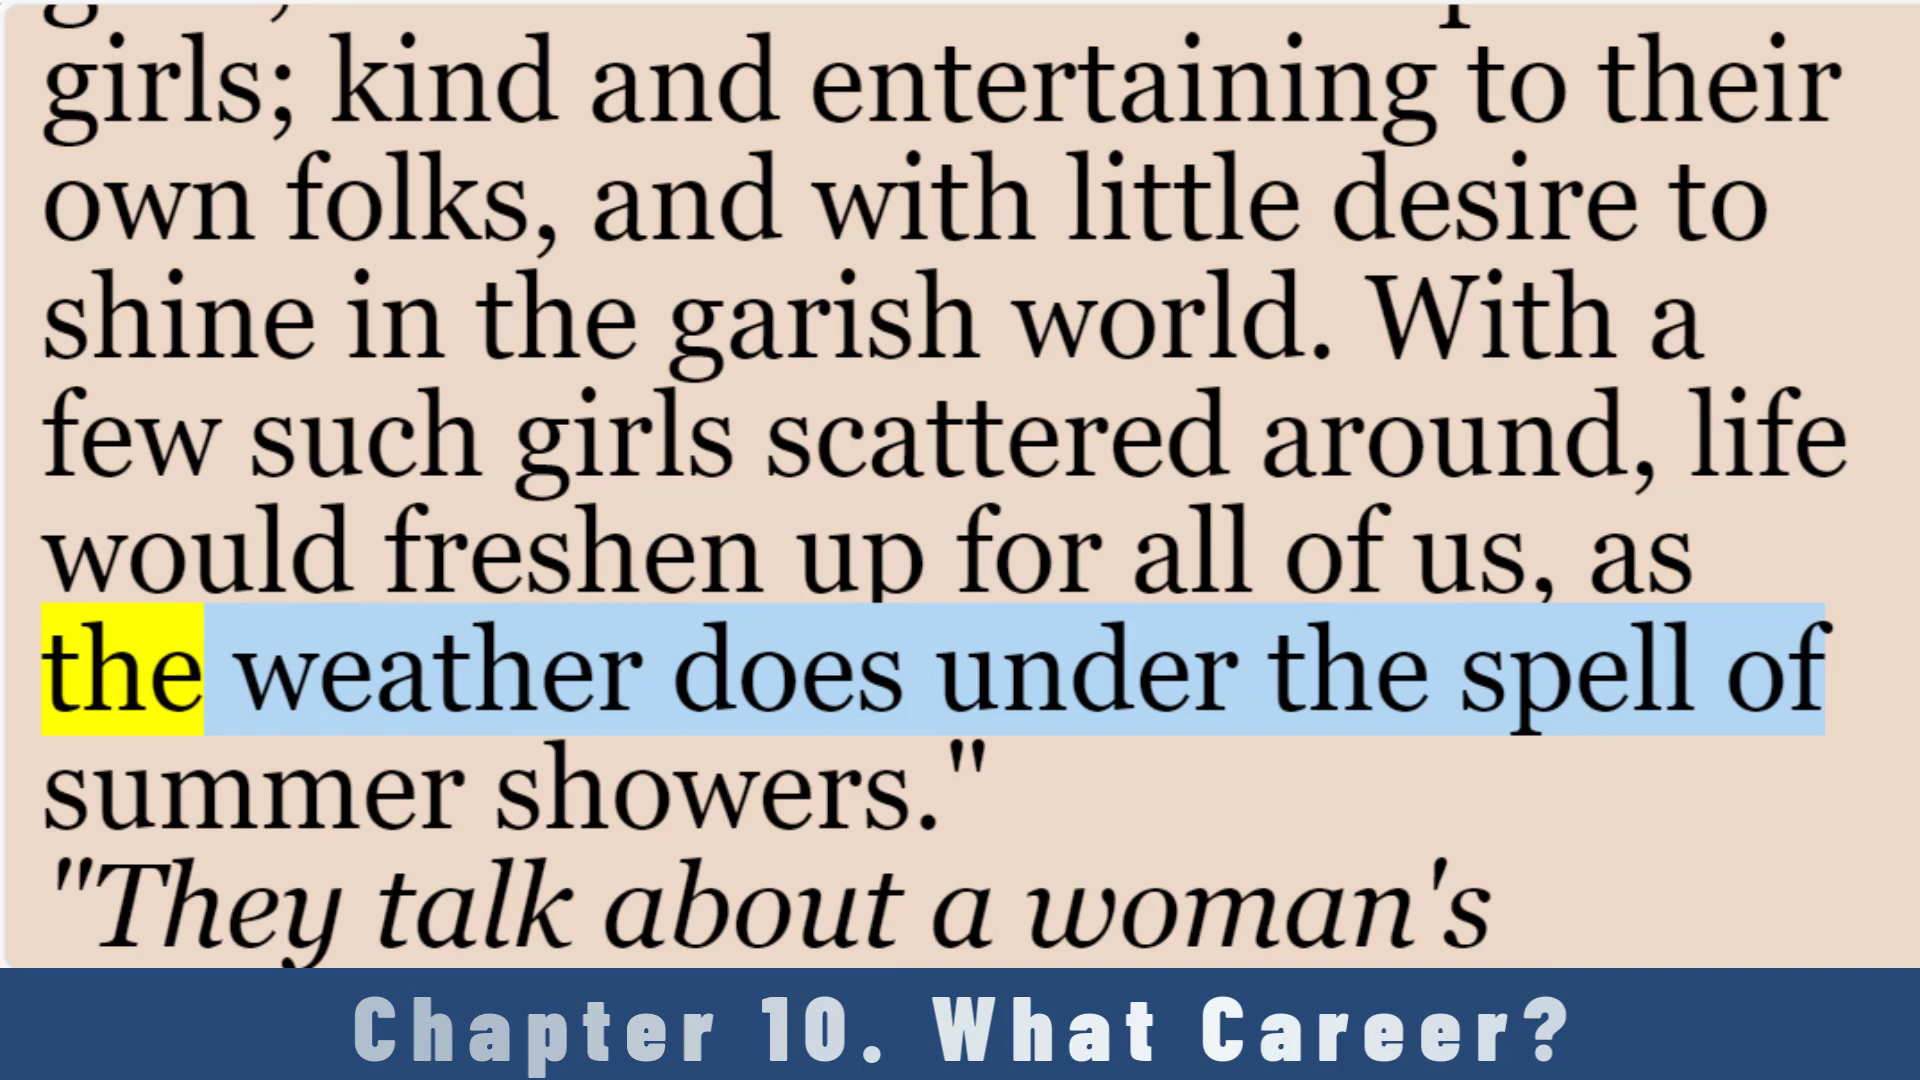 girls; kind and entertaining to their
own folks, and with little desire to
shine in the garish world. With a
few such girls scattered around, life
would freshen up for all of us, as
the weather does under the spell of
summer showers."
"They talk about a woman's
Chapter 10. What Career?